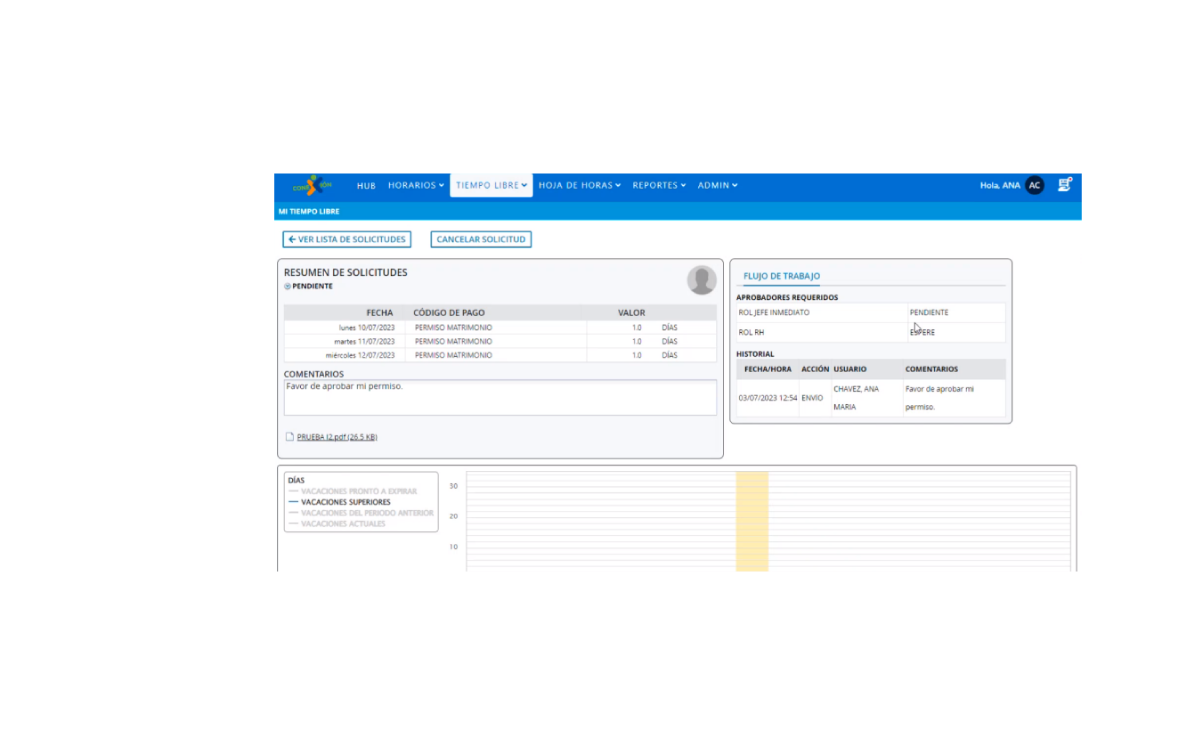 HUB HORARIOS TIEMPO LIBRE HOJA DE HORAS REPORTES ADMIN Hola, ANA AC
MI TIEMPO LIBRE
VER LISTA DE SOLICITUDES CANCELAR SOLICITUD
RESUMEN DE SOLICITUDES
PENDIENTE
FECHA CÓDIGO DE PAGO VALOR
lunes 10/07/2023 PERMISO MATRIMONIO 1.0 DÍAS
martes 11/07/2023 PERMISO MATRIMONIO 1.0 DÍAS
miércoles 12/07/2023 PERMISO MATRIMONIO 1.0 DÍAS
COMENTARIOS
Favor de aprobar mi permiso.
PRUEBA I2.pdf (26.5 KB)
FLUJO DE TRABAJO
APROBADORES REQUERIDOS
ROL JEFE INMEDIATO PENDIENTE
ROL RH ESPERE
HISTORIAL
FECHA/HORA ACCIÓN USUARIO COMENTARIOS
03/07/2023 12:54 ENVÍO CHAVEZ, ANA MARIA Favor de aprobar mi permiso.
DÍAS
VACACIONES PRONTO A EXPIRAR
VACACIONES SUPERIORES
VACACIONES DEL PERIODO ANTERIOR
VACACIONES ACTUALES
30
20
10